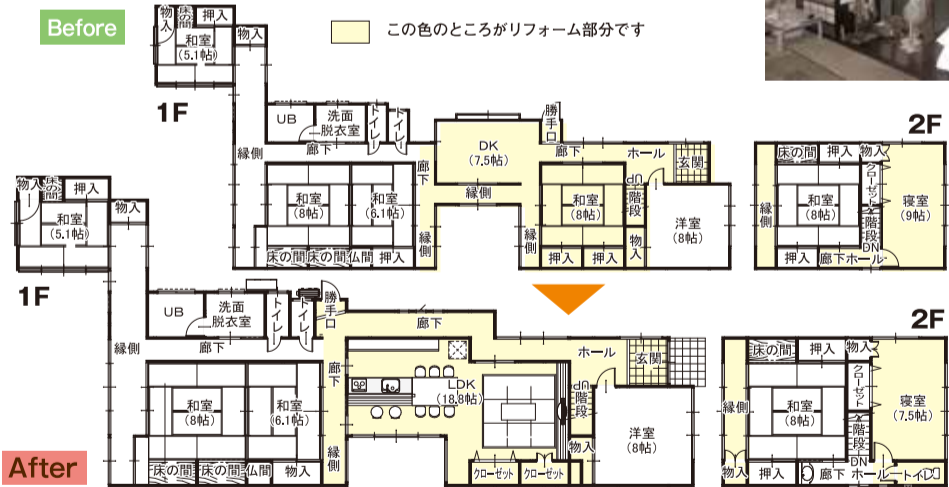 Before
この色のところがリフォーム部分です
1F
物入
床の間
押入
和室
(5.1帖)
物入
UB
洗面
脱衣室
トイレ
トイレ
縁側
廊下
和室
(8帖)
和室
(6.1帖)
床の間
床の間
仏間
押入
廊下
縁側
DK
(7.5帖)
縁側
勝手口
廊下
ホール
玄関
和室
(8帖)
UP
階段
物入
洋室
(8帖)
縁側
押入
押入
2F
床の間
押入
物入
縁側
和室
(8帖)
クローゼット
階段
DN
寝室
(9帖)
押入
廊下
ホール
After
1F
物入
床の間
押入
和室
(5.1帖)
物入
UB
洗面
脱衣室
トイレ
トイレ
勝手口
縁側
廊下
和室
(8帖)
和室
(6.1帖)
床の間
床の間
仏間
物入
廊下
縁側
廊下
LDK
(18.8帖)
ホール
玄関
UP
階段
物入
洋室
(8帖)
クローゼット
クローゼット
2F
床の間
押入
物入
縁側
和室
(8帖)
クローゼット
階段
DN
寝室
(7.5帖)
物入
押入
廊下
ホール
トイレ